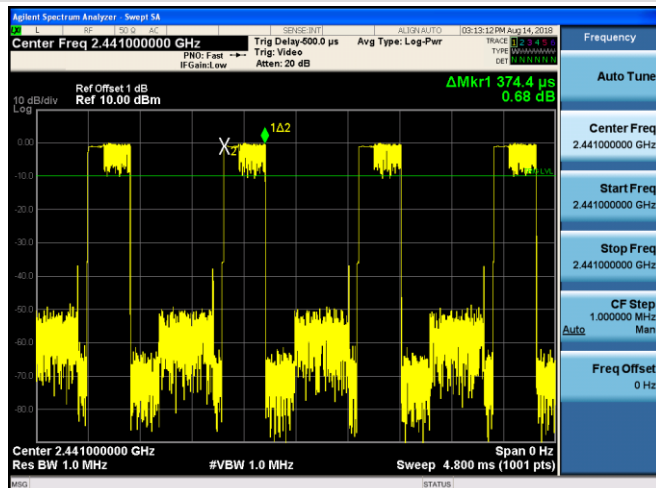 Agilent Spectrum Analyzer - Swept SA
L RF 50 Ω AC SENSE:INT ALIGN AUTO 03:13:12 PM Aug 14, 2018
Center Freq 2.441000000 GHz
Trig Delay-500.0 µs Avg Type: Log-Pwr TRACE 1 2 3 4 5 6
PNO: Fast Trig: Video TYPE
IFGain:Low Atten: 20 dB DET N N N N N N
Frequency
Auto Tune
Ref Offset 1 dB
10 dB/div Ref 10.00 dBm
Log
ΔMkr1 374.4 µs
0.68 dB
1Δ2
X2
0.00
-10.0
-20.0
-30.0
-40.0
-50.0
-60.0
-70.0
-80.0
Center Freq
2.441000000 GHz
Start Freq
2.441000000 GHz
Stop Freq
2.441000000 GHz
CF Step
1.000000 MHz
Auto Man
Freq Offset
0 Hz
Center 2.441000000 GHz Span 0 Hz
Res BW 1.0 MHz #VBW 1.0 MHz Sweep 4.800 ms (1001 pts)
MSG STATUS